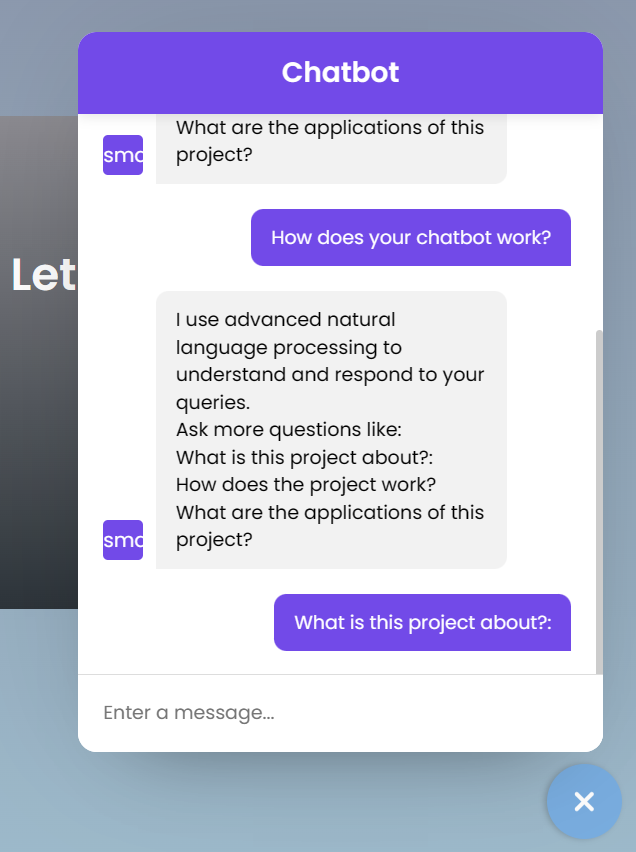 Chatbot
What are the applications of this
project?
smc
How does your chatbot work?
Let
I use advanced natural
language processing to
understand and respond to your
queries.
Ask more questions like:
What is this project about?:
How does the project work?
What are the applications of this
project?
smc
What is this project about?:
Enter a message...